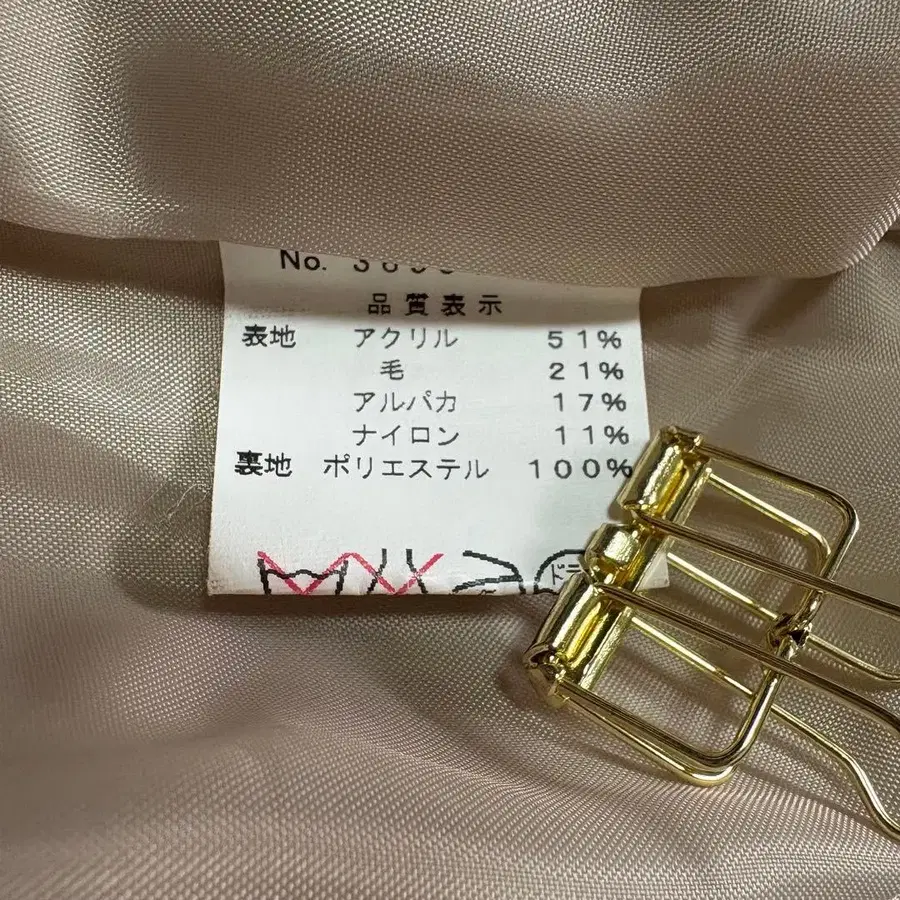 No.
品質表示
表地 アクリル 51%
毛 21%
アルパカ 17%
ナイロン 11%
裏地 ポリエステル 100%